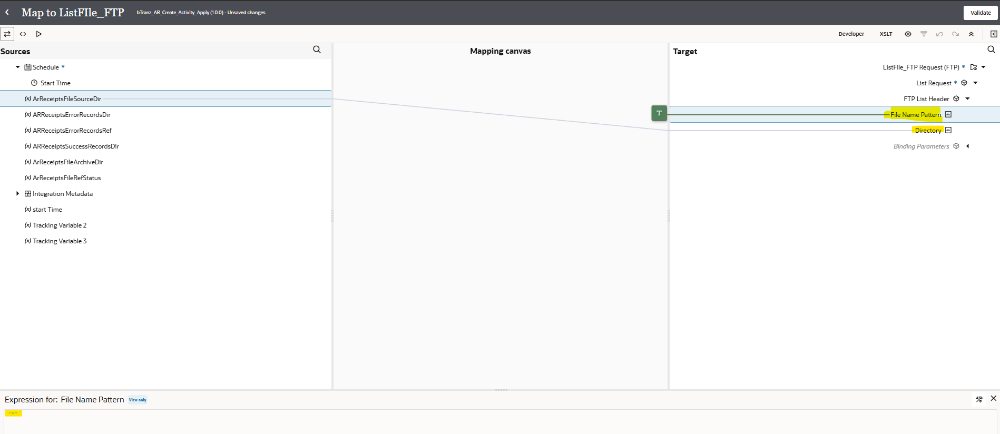 Map to ListFIle_FTP
bTranz_AR_Create_Activity_Apply (1.0.0) - Unsaved changes
Validate
Developer
XSLT
Sources
Mapping canvas
Target
Schedule *
ListFIle_FTP Request (FTP) *
Start Time
List Request *
(x) ArReceiptsFileSourceDir
FTP List Header
(x) ARReceiptsErrorRecordsDir
T
File Name Pattern
(x) ARReceiptsErrorRecordsRef
Directory
(x) ARReceiptsSuccessRecordsDir
Binding Parameters
(x) ArReceiptsFileArchiveDir
(x) ArReceiptsFileRefStatus
Integration Metadata
(x) start Time
(x) Tracking Variable 2
(x) Tracking Variable 3
Expression for: File Name Pattern View only